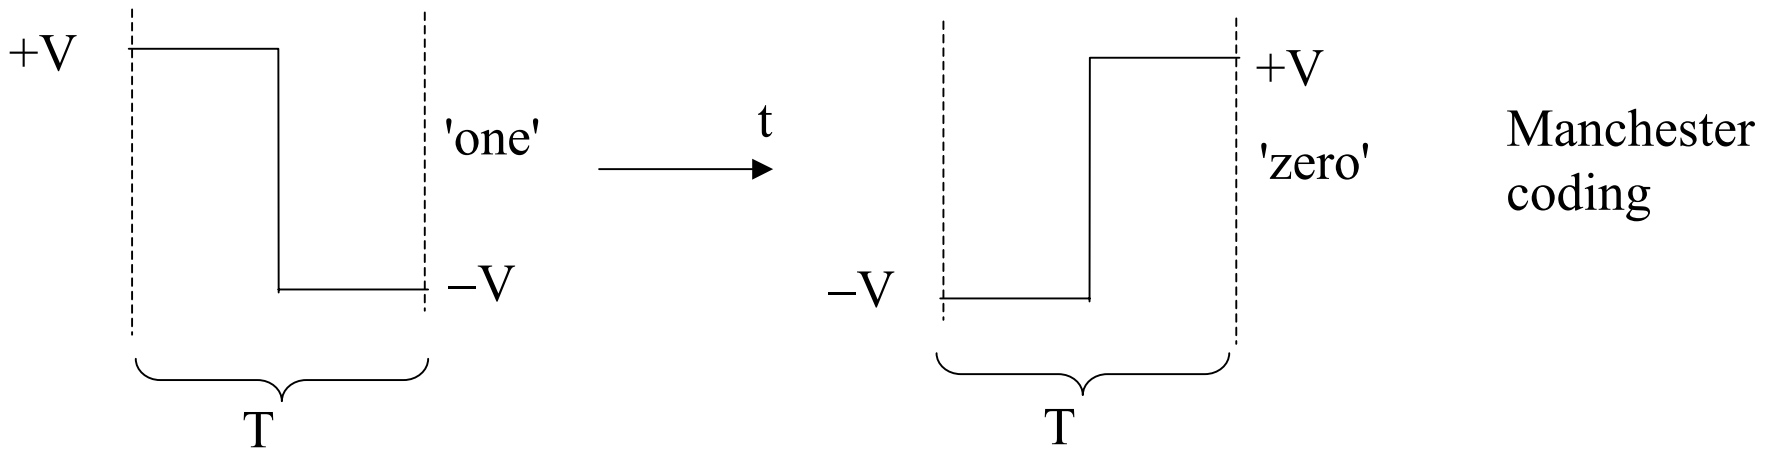 +V
'one'
–V
T
t
+V
'zero'
–V
T
Manchester
coding